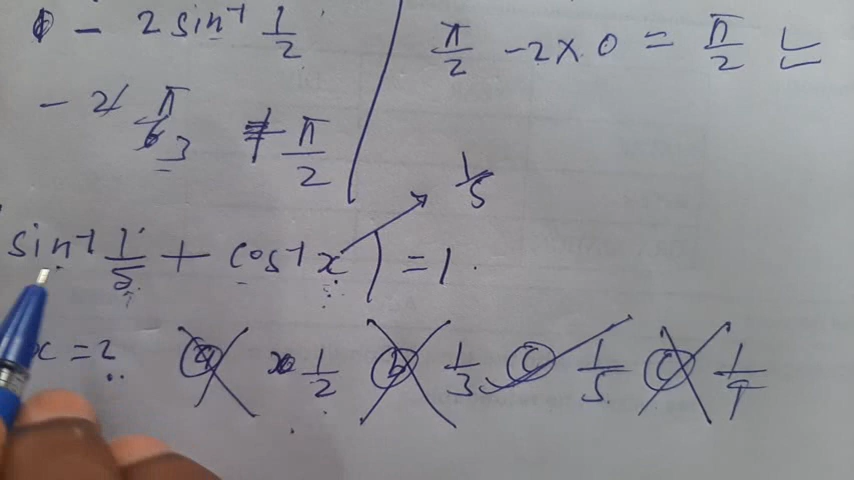 0 - 2 sin⁻¹ 1/2
- 2 π/6 3 ≠ π/2
π/2 - 2 × 0 = π/2
1/5
sin⁻¹ 1/5 + cos⁻¹ x) = 1
x = ? (a) 1/2 (b) 1/3 (c) 1/5 1/9